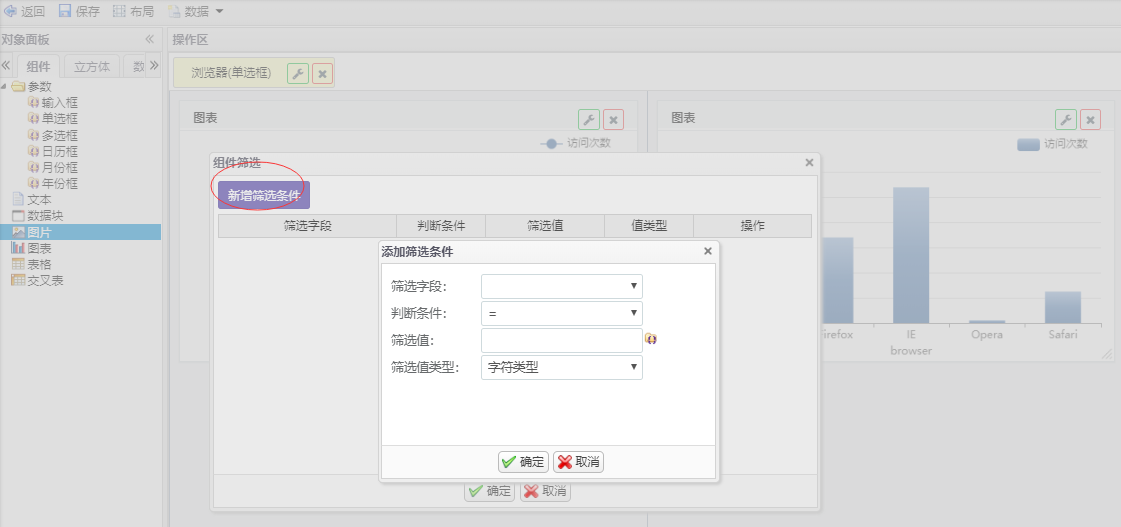 返回 保存 布局 数据
对象面板
操作区
组件 立方体 数
浏览器(单选框)
参数
输入框
单选框
多选框
日历框
月份框
年份框
文本
数据块
图片
图表
表格
交叉表
图表
访问次数
图表
访问次数
组件筛选
新增筛选条件
筛选字段 判断条件 筛选值 值类型 操作
添加筛选条件
筛选字段：
判断条件： =
筛选值：
筛选值类型： 字符类型
确定 取消
确定 取消
irefox IE Opera Safari
browser